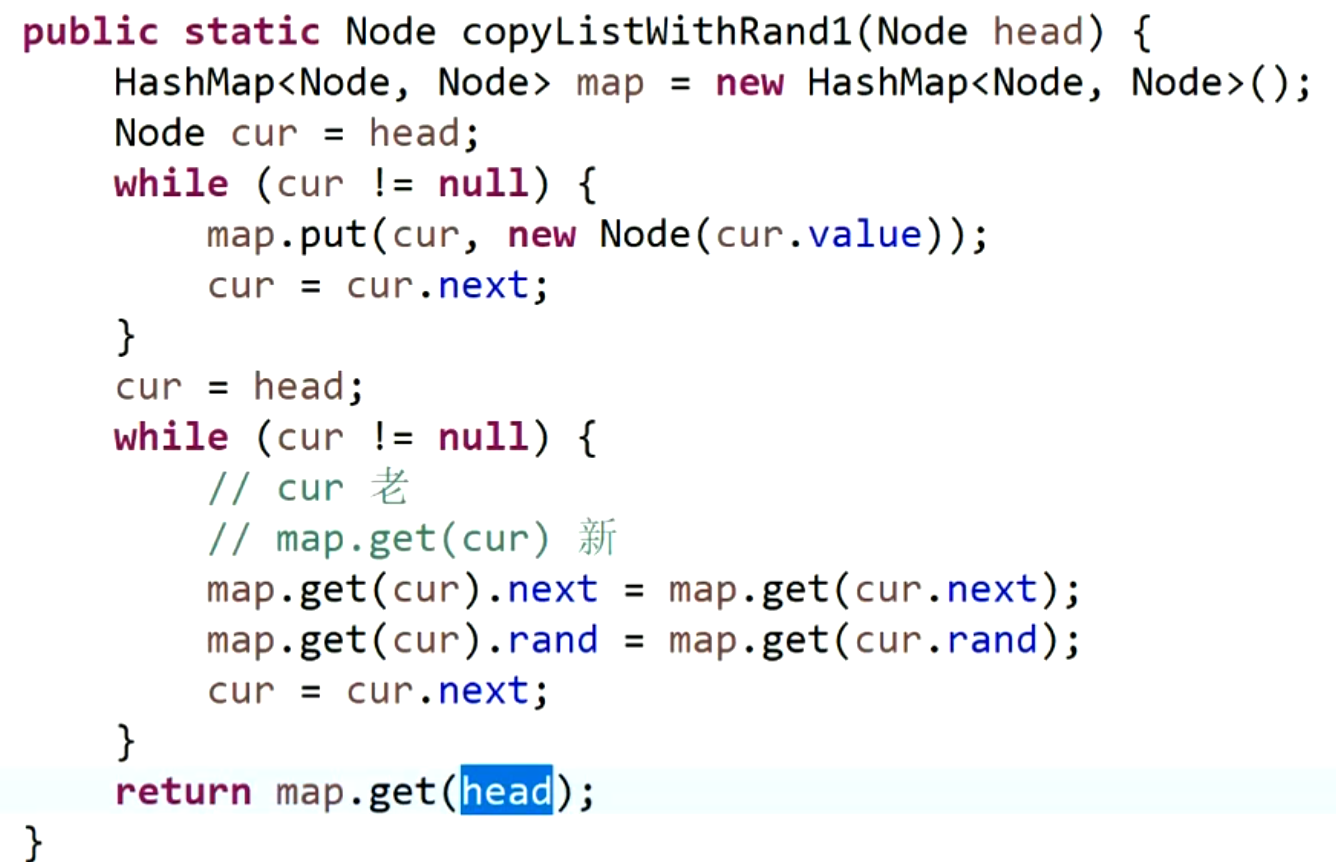 public static Node copyListWithRand1(Node head) {
    HashMap<Node, Node> map = new HashMap<Node, Node>();
    Node cur = head;
    while (cur != null) {
        map.put(cur, new Node(cur.value));
        cur = cur.next;
    }
    cur = head;
    while (cur != null) {
        // cur 老
        // map.get(cur) 新
        map.get(cur).next = map.get(cur.next);
        map.get(cur).rand = map.get(cur.rand);
        cur = cur.next;
    }
    return map.get(head);
}